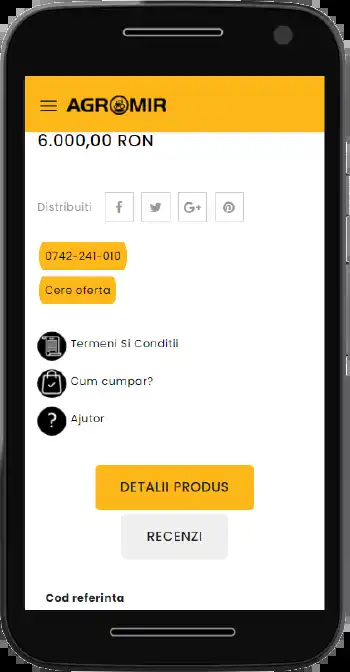 AGROMIR
6.000,00 RON
Distribuiti
0742-241-010
Cere oferta
Termeni Si Conditii
Cum cumpar?
Ajutor
DETALII PRODUS
RECENZI
Cod referinta